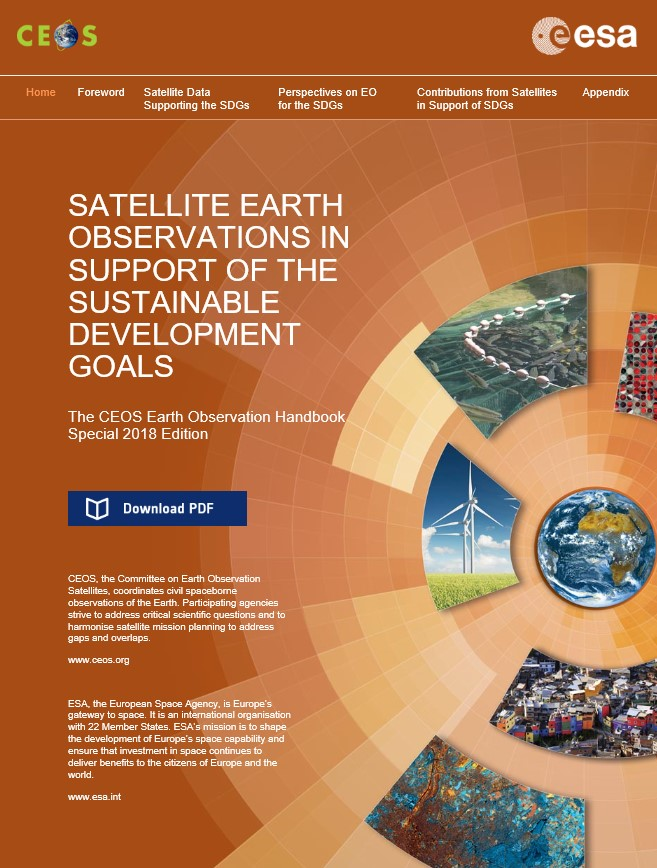 CEOS
esa
Home
Foreword
Satellite Data
Supporting the SDGs
Perspectives on EO
for the SDGs
Contributions from Satellites
in Support of SDGs
Appendix
SATELLITE EARTH
OBSERVATIONS IN
SUPPORT OF THE
SUSTAINABLE
DEVELOPMENT
GOALS
The CEOS Earth Observation Handbook
Special 2018 Edition
Download PDF
CEOS, the Committee on Earth Observation
Satellites, coordinates civil spaceborne
observations of the Earth. Participating agencies
strive to address critical scientific questions and to
harmonise satellite mission planning to address
gaps and overlaps.
www.ceos.org
ESA, the European Space Agency, is Europe's
gateway to space. It is an international organisation
with 22 Member States. ESA's mission is to shape
the development of Europe's space capability and
ensure that investment in space continues to
deliver benefits to the citizens of Europe and the
world.
www.esa.int